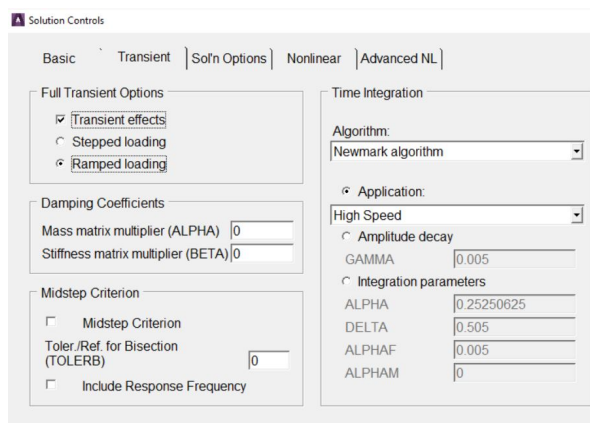 Solution Controls
Basic Transient Sol'n Options Nonlinear Advanced NL
Full Transient Options
Transient effects
Stepped loading
Ramped loading
Damping Coefficients
Mass matrix multiplier (ALPHA) 0
Stiffness matrix multiplier (BETA) 0
Midstep Criterion
Midstep Criterion
Toler./Ref. for Bisection
(TOLERB) 0
Include Response Frequency
Time Integration
Algorithm:
Newmark algorithm
Application:
High Speed
Amplitude decay
GAMMA 0.005
Integration parameters
ALPHA 0.25250625
DELTA 0.505
ALPHAF 0.005
ALPHAM 0